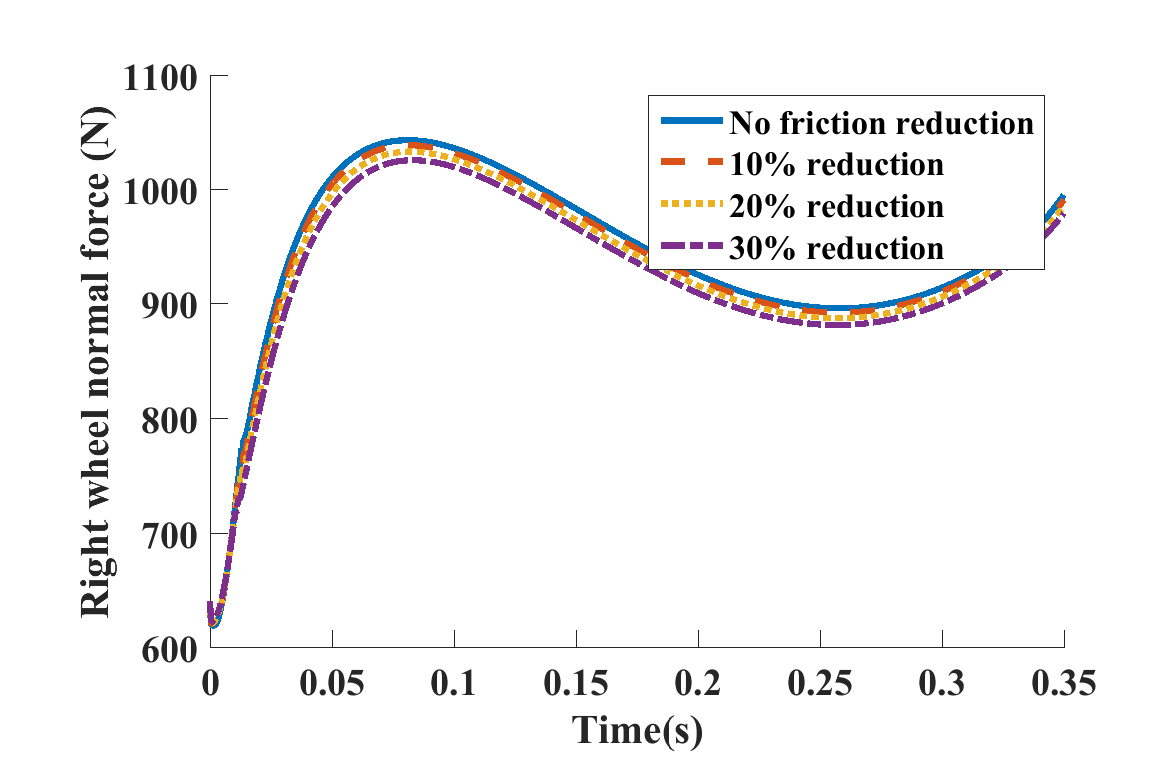 Right wheel normal force (N)
1100
1000
900
800
700
600
No friction reduction
10% reduction
20% reduction
30% reduction
0 0.05 0.1 0.15 0.2 0.25 0.3 0.35
Time(s)